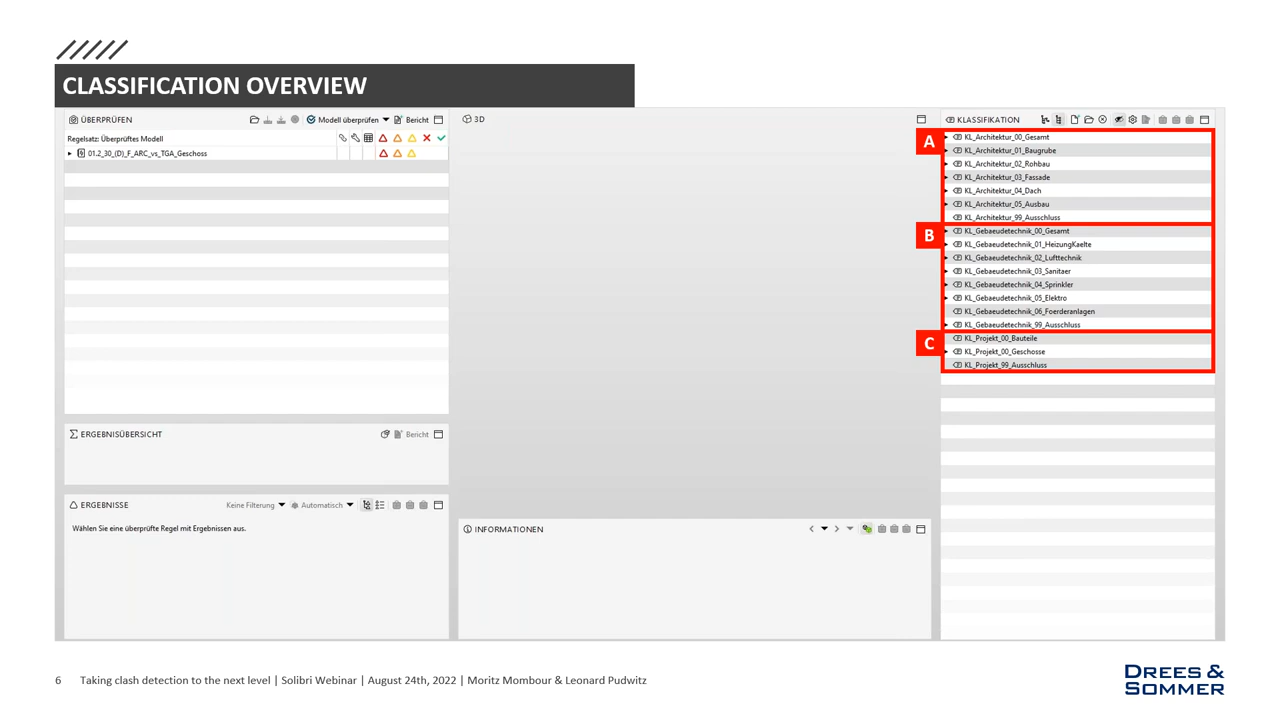 CLASSIFICATION OVERVIEW
ÜBERPRÜFEN
Modell überprüfen
Bericht
Regelsatz: Überprüftes Modell
§
01.2_30_(D)_F_ARC_vs_TGA_Geschoss
ERGEBNISÜBERSICHT
Bericht
ERGEBNISSE
Keine Filterung
Automatisch
Wählen Sie eine überprüfte Regel mit Ergebnissen aus.
3D
INFORMATIONEN
KLASSIFIKATION
A
KL_Architektur_00_Gesamt
KL_Architektur_01_Baugrube
KL_Architektur_02_Rohbau
KL_Architektur_03_Fassade
KL_Architektur_04_Dach
KL_Architektur_05_Ausbau
KL_Architektur_99_Ausschluss
B
KL_Gebaeudetechnik_00_Gesamt
KL_Gebaeudetechnik_01_HeizungKaelte
KL_Gebaeudetechnik_02_Lufttechnik
KL_Gebaeudetechnik_03_Sanitaer
KL_Gebaeudetechnik_04_Sprinkler
KL_Gebaeudetechnik_05_Elektro
KL_Gebaeudetechnik_06_Foerderanlagen
KL_Gebaeudetechnik_99_Ausschluss
C
KL_Projekt_00_Bauteile
KL_Projekt_00_Geschosse
KL_Projekt_99_Ausschluss
6 Taking clash detection to the next level | Solibri Webinar | August 24th, 2022 | Moritz Mombour & Leonard Pudwitz
DREES &
SOMMER